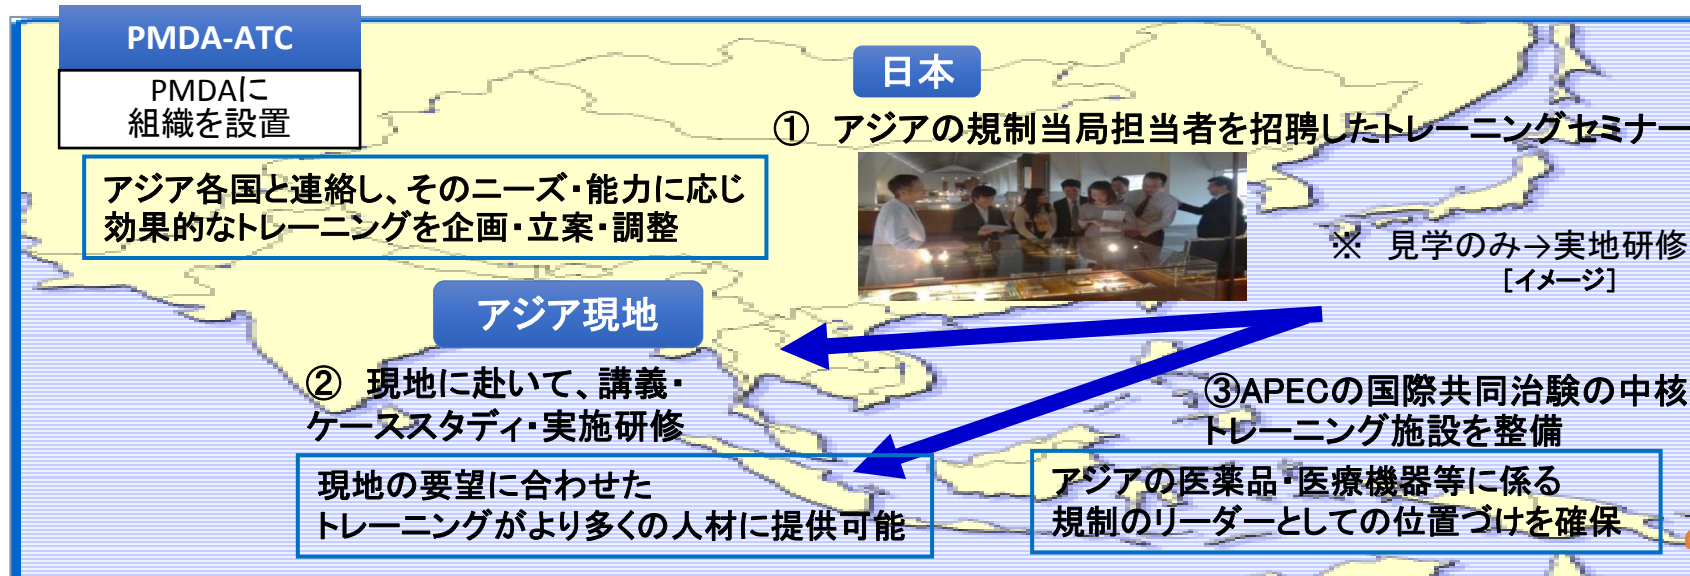 PMDA-ATC
PMDAに
組織を設置
アジア各国と連絡し、そのニーズ・能力に応じ
効果的なトレーニングを企画・立案・調整
日本
① アジアの規制当局担当者を招聘したトレーニングセミナー
※ 見学のみ→実地研修
[イメージ]
アジア現地
② 現地に赴いて、講義・
ケーススタディ・実施研修
現地の要望に合わせた
トレーニングがより多くの人材に提供可能
③APECの国際共同治験の中核
トレーニング施設を整備
アジアの医薬品・医療機器等に係る
規制のリーダーとしての位置づけを確保